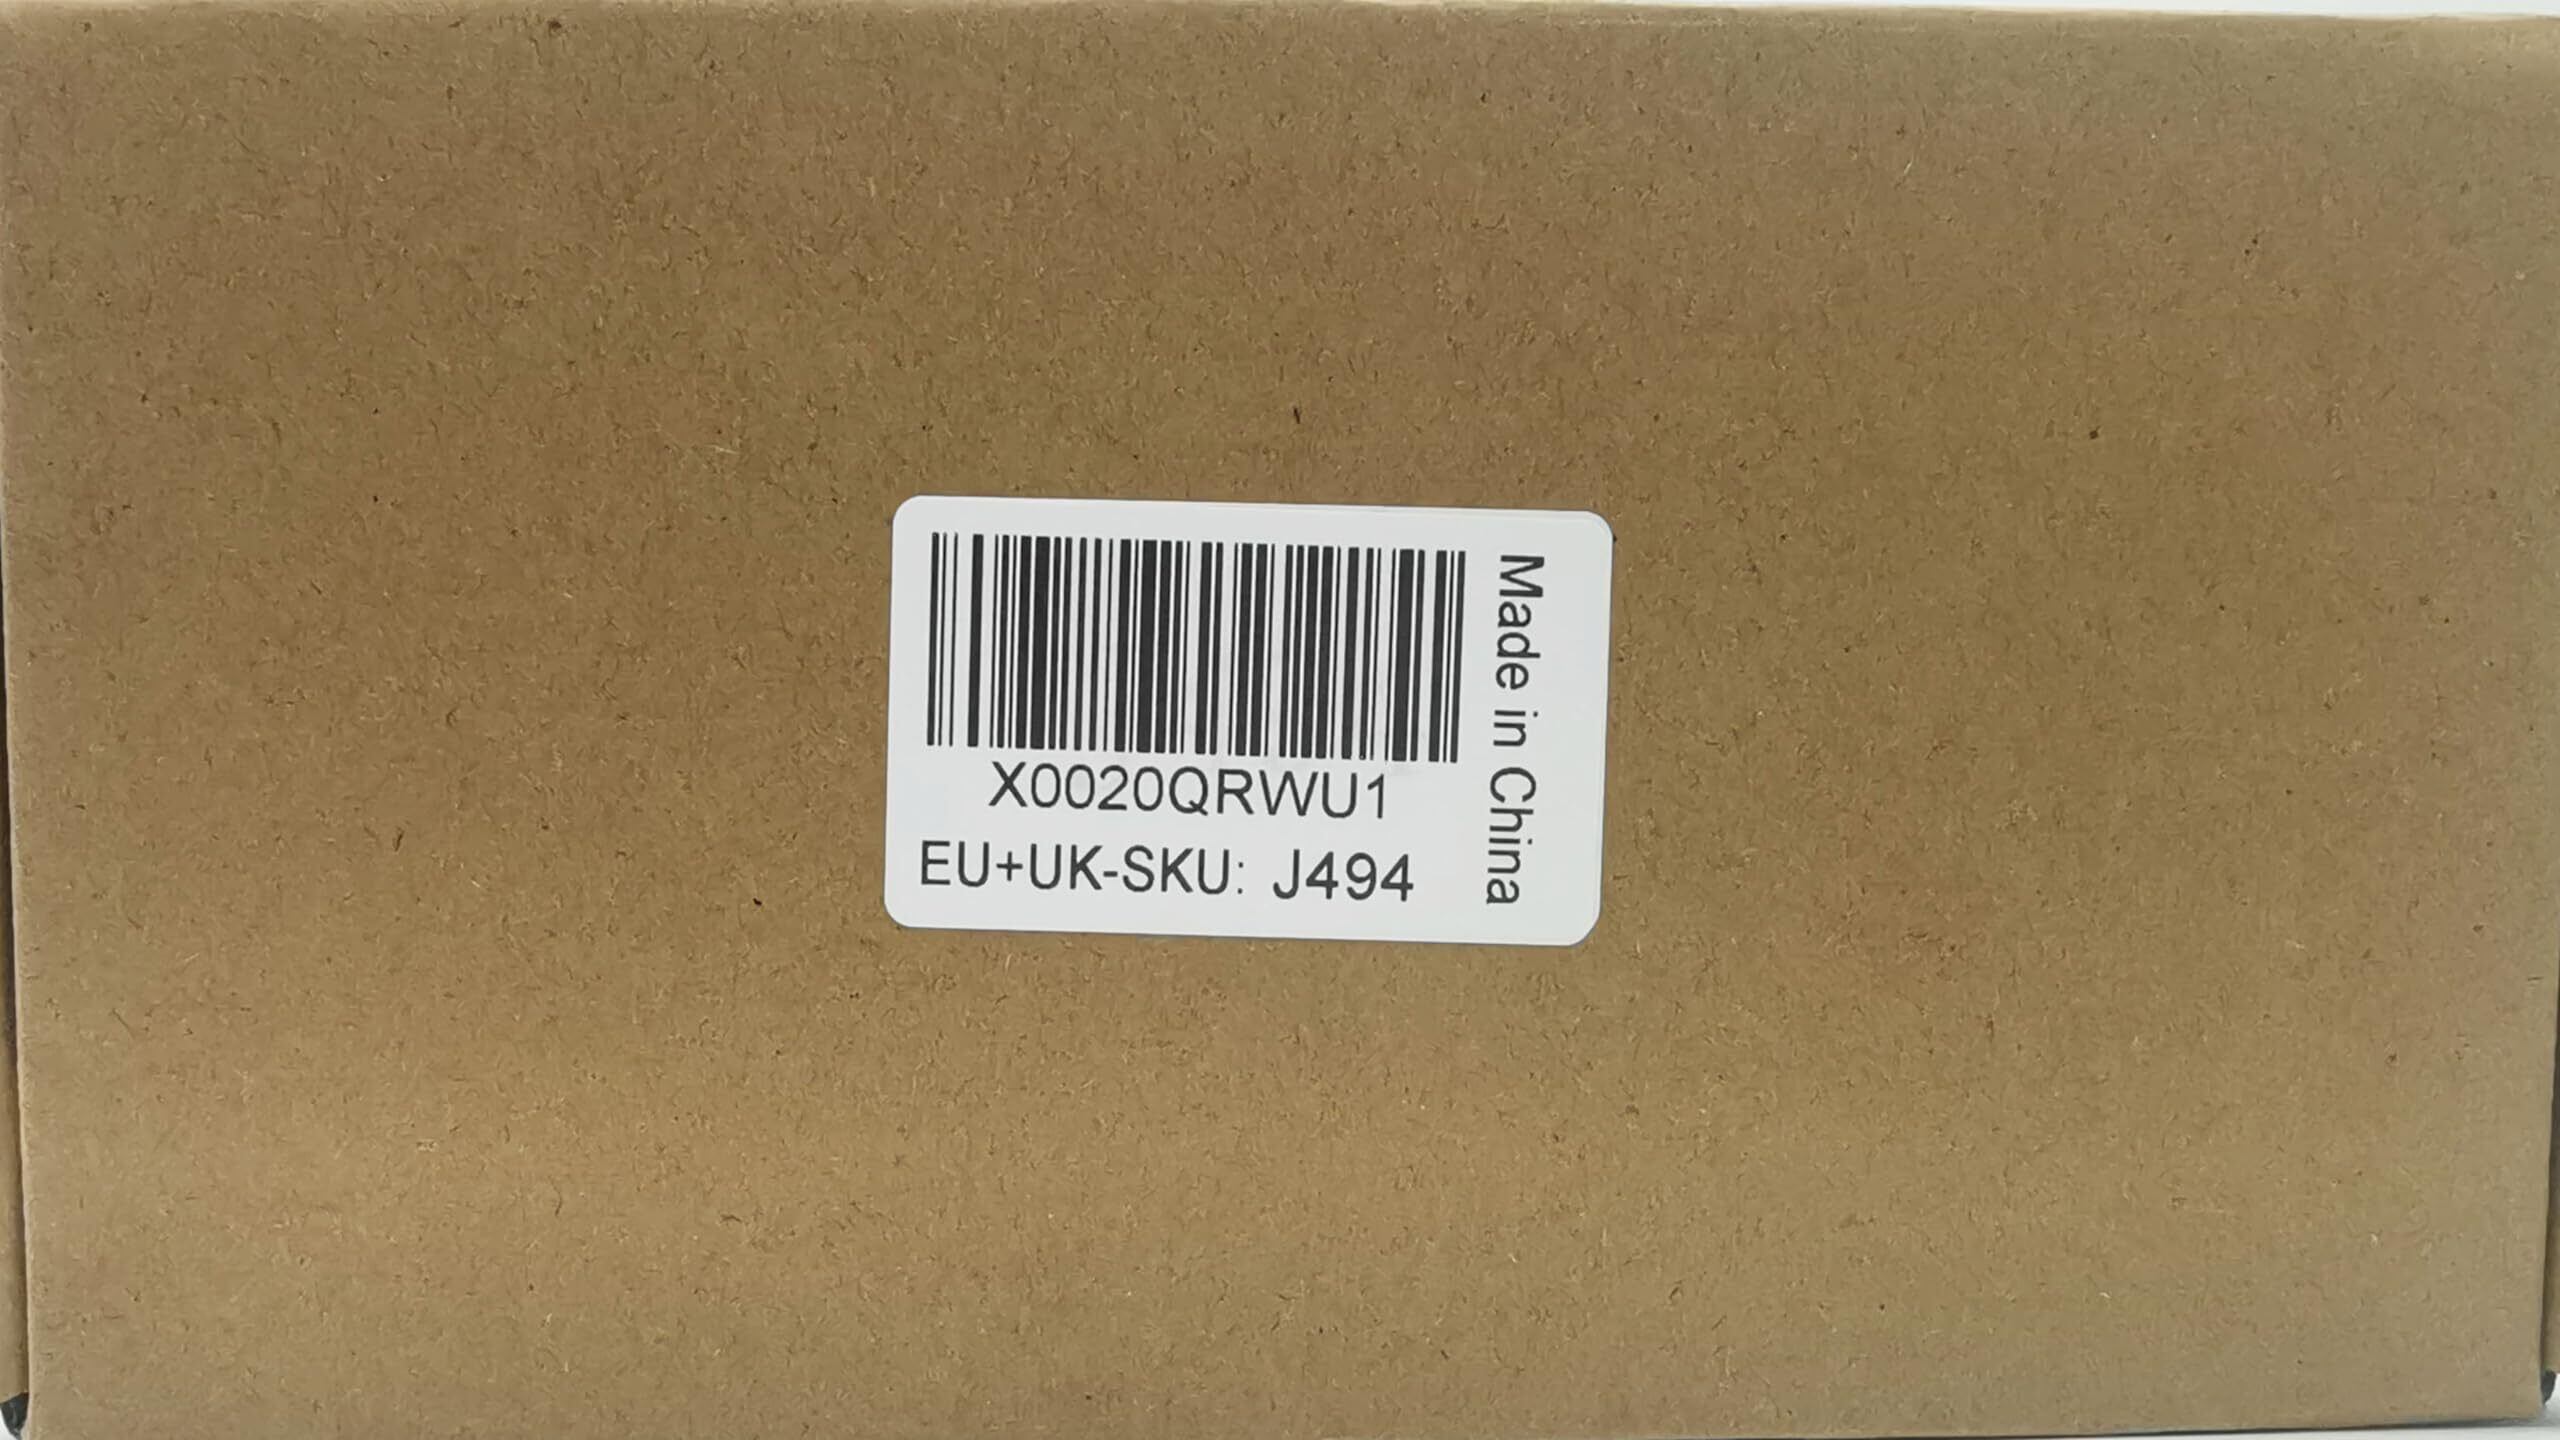 X0020QRWU1
EU+UK-SKU: J494
Made in China